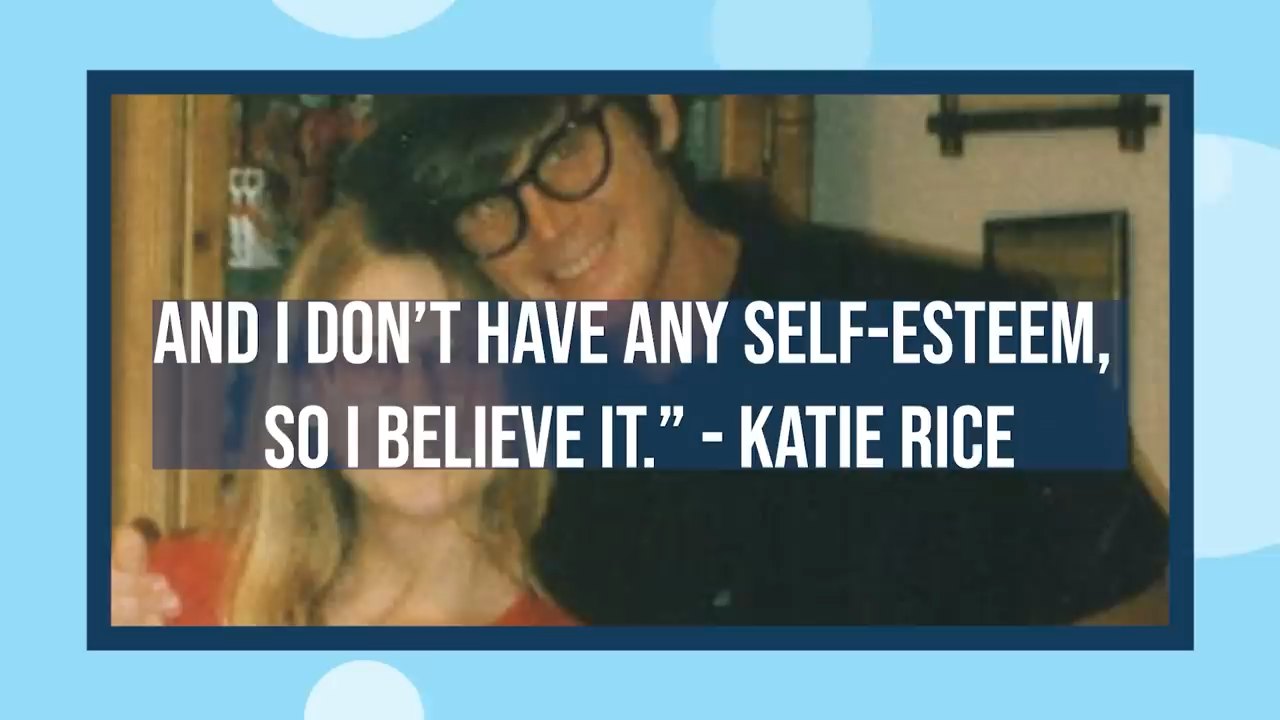 AND I DON’T HAVE ANY SELF-ESTEEM,
SO I BELIEVE IT.” - KATIE RICE